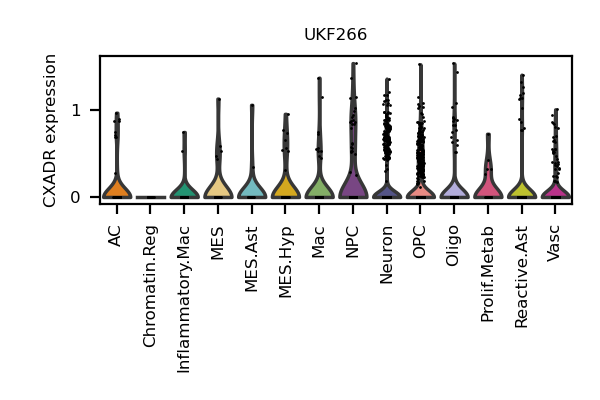 UKF266
CXADR expression
1
0
AC
Chromatin.Reg
Inflammatory.Mac
MES
MES.Ast
MES.Hyp
Mac
NPC
Neuron
OPC
Oligo
Prolif.Metab
Reactive.Ast
Vasc